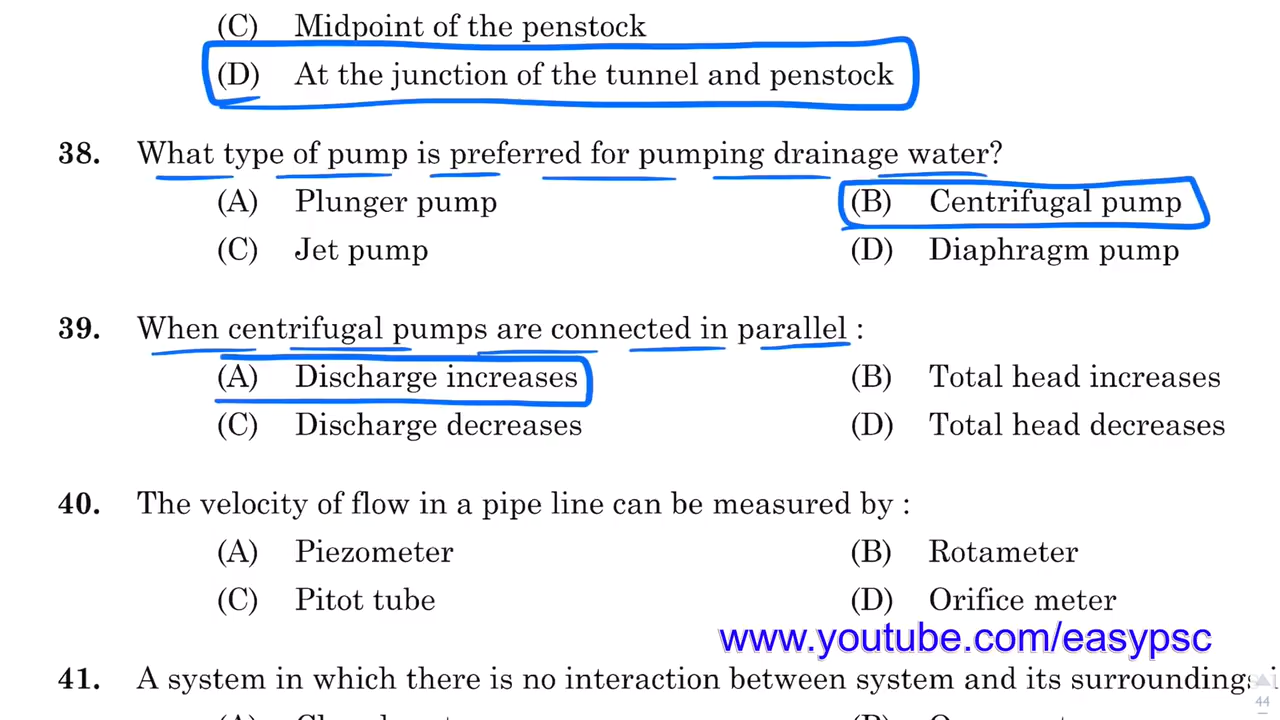 (C) Midpoint of the penstock
(D) At the junction of the tunnel and penstock
38. What type of pump is preferred for pumping drainage water?
(A) Plunger pump (B) Centrifugal pump
(C) Jet pump (D) Diaphragm pump
39. When centrifugal pumps are connected in parallel :
(A) Discharge increases (B) Total head increases
(C) Discharge decreases (D) Total head decreases
40. The velocity of flow in a pipe line can be measured by :
(A) Piezometer (B) Rotameter
(C) Pitot tube (D) Orifice meter
www.youtube.com/easypsc
41. A system in which there is no interaction between system and its surroundings
44